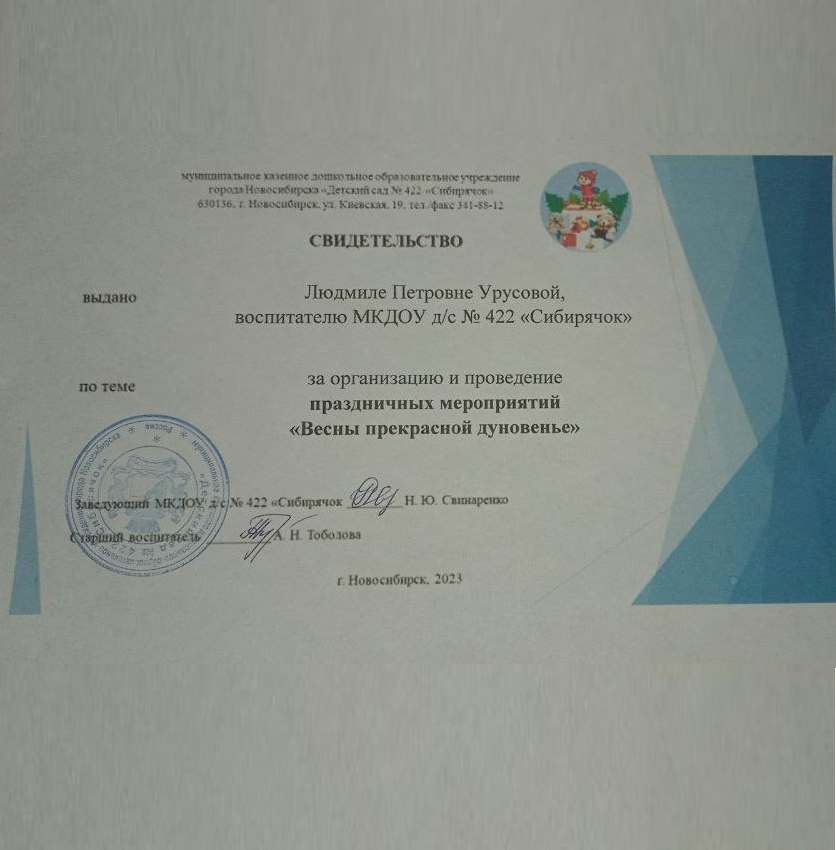 муниципальное казенное дошкольное образовательное учреждение
города Новосибирска «Детский сад № 422 «Сибирячок»
630136, г. Новосибирск, ул. Киевская, 19, тел./факс 341-88-12
СВИДЕТЕЛЬСТВО
выдано
Людмиле Петровне Урусовой,
воспитателю МКДОУ д/с № 422 «Сибирячок»
по теме
за организацию и проведение
праздничных мероприятий
«Весны прекрасной дуновенье»
Заведующий МКДОУ д/с № 422 «Сибирячок Н. Ю. Свинаренко
Старший воспитатель А. Н. Тоболова
г. Новосибирск, 2023